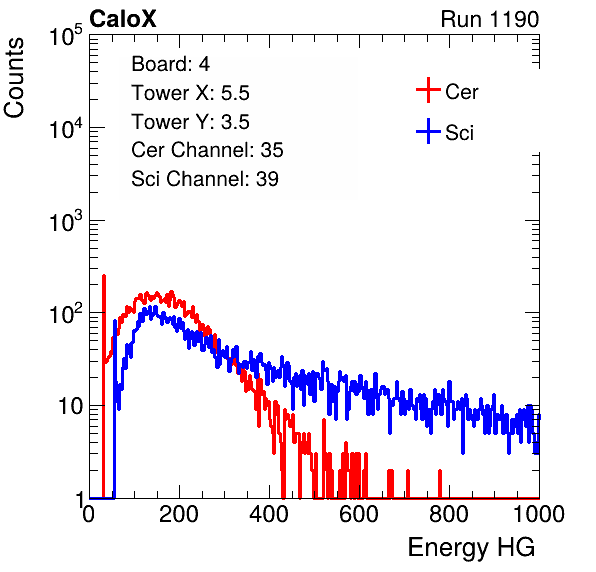 CaloX Run 1190
Counts
Board: 4
Tower X: 5.5
Tower Y: 3.5
Cer Channel: 35
Sci Channel: 39
Cer
Sci
10^5
10^4
10^3
10^2
10
1
0 200 400 600 800 1000
Energy HG